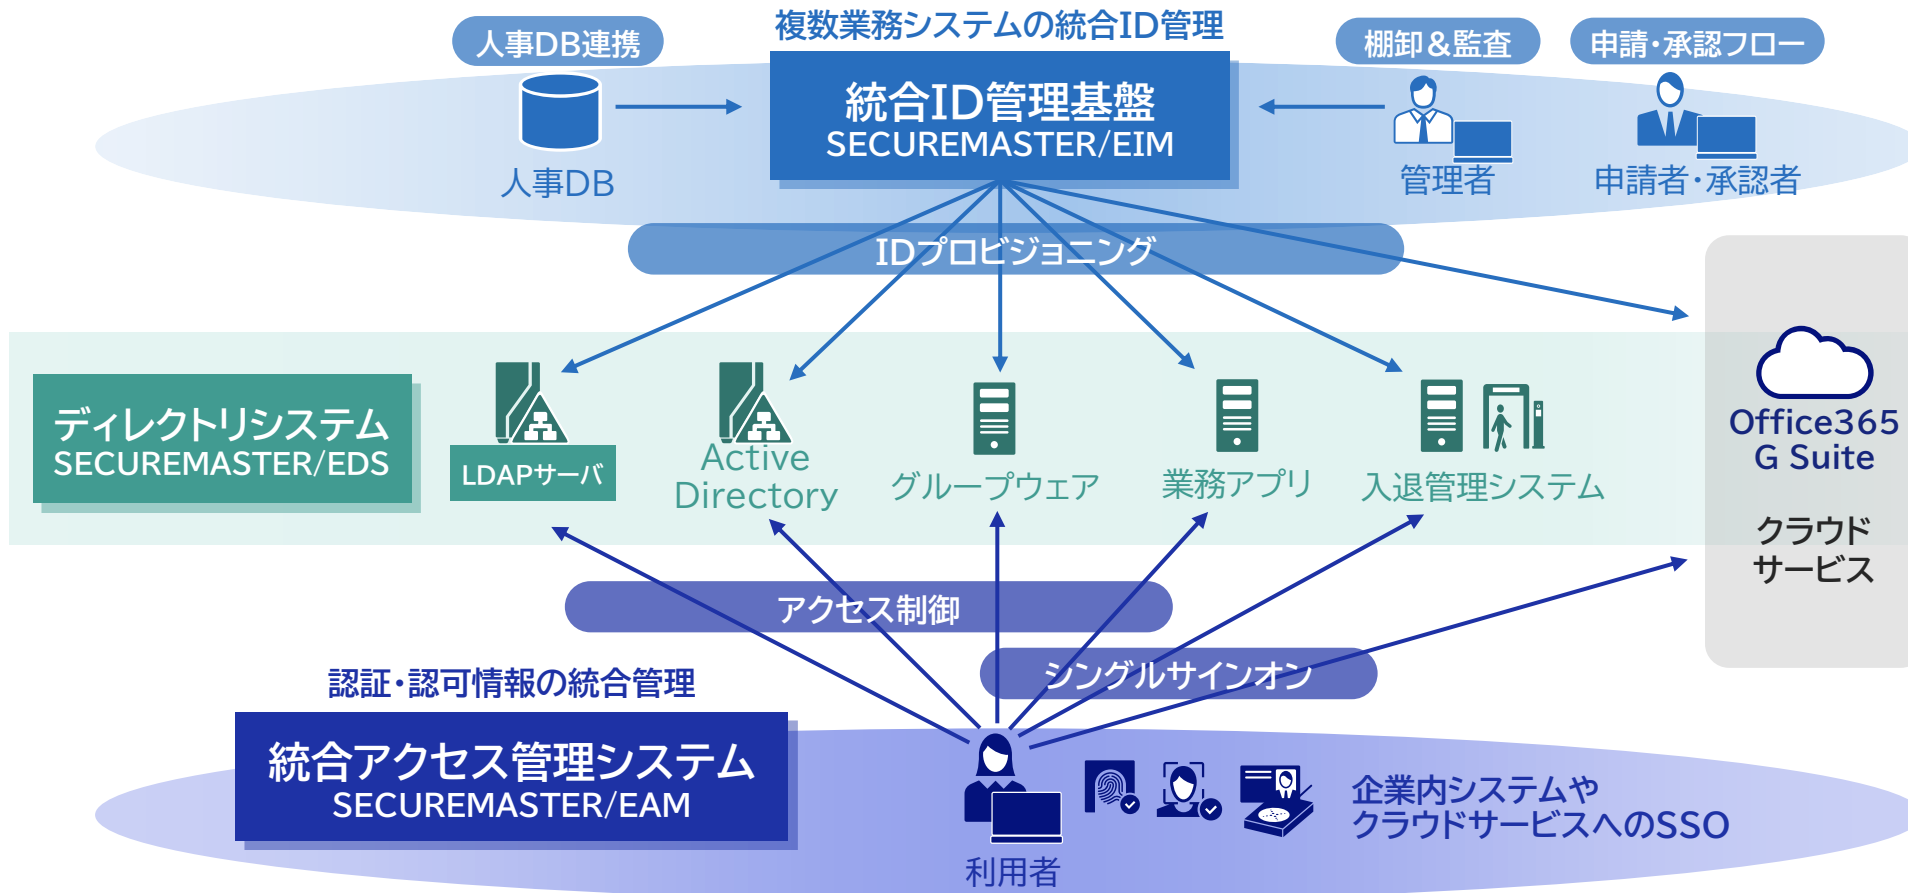 複数業務システムの統合ID管理
人事DB連携
棚卸＆監査
申請・承認フロー
統合ID管理基盤
SECUREMASTER/EIM
人事DB
管理者
申請者・承認者
IDプロビジョニング
ディレクトリシステム
SECUREMASTER/EDS
LDAPサーバ
Active
Directory
グループウェア
業務アプリ
入退管理システム
Office365
G Suite
クラウド
サービス
アクセス制御
シングルサインオン
認証・認可情報の統合管理
統合アクセス管理システム
SECUREMASTER/EAM
利用者
企業内システムや
クラウドサービスへのSSO